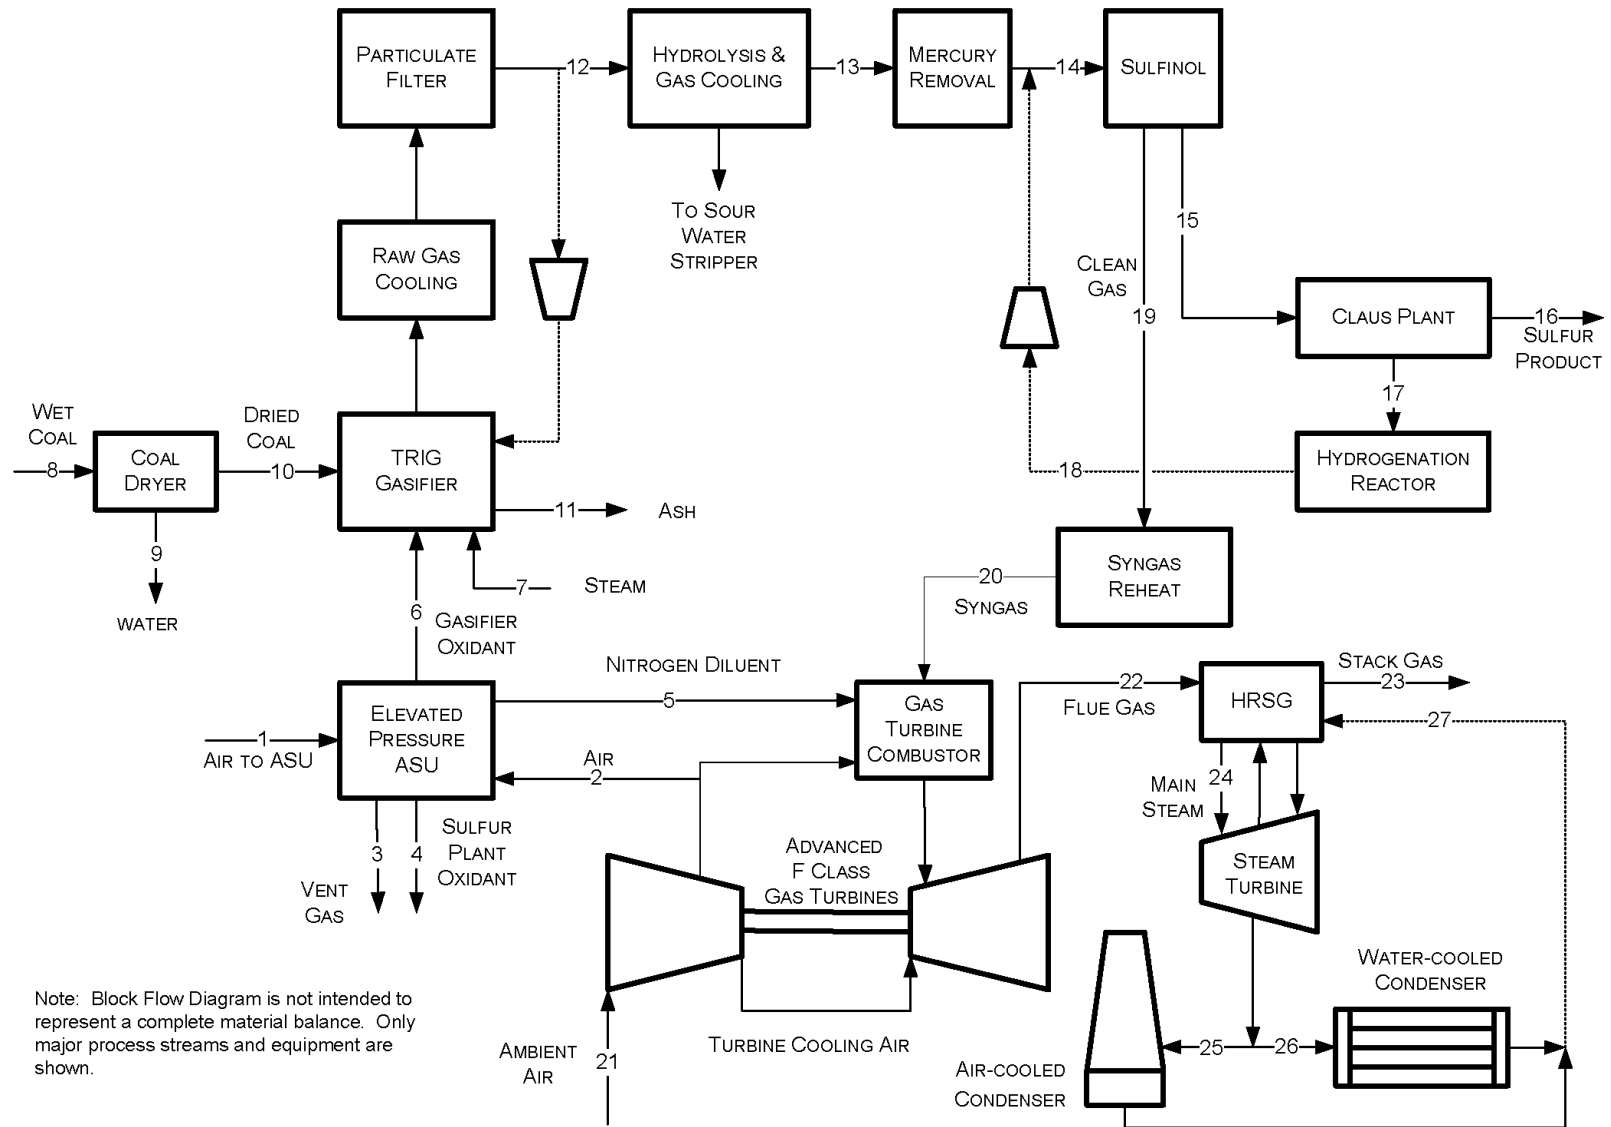 PARTICULATE
FILTER
12
HYDROLYSIS &
GAS COOLING
13
MERCURY
REMOVAL
14
SULFINOL
TO SOUR
WATER
STRIPPER
15
RAW GAS
COOLING
CLEAN
GAS
19
CLAUS PLANT
16
SULFUR
PRODUCT
17
WET
COAL
8
COAL
DRYER
DRIED
COAL
10
TRIG
GASIFIER
11
ASH
18
HYDROGENATION
REACTOR
9
WATER
7
STEAM
6
GASIFIER
OXIDANT
SYNGAS
REHEAT
20
SYNGAS
NITROGEN DILUENT
5
1
AIR TO ASU
ELEVATED
PRESSURE
ASU
AIR
2
GAS
TURBINE
COMBUSTOR
22
FLUE GAS
HRSG
STACK GAS
23
27
MAIN
STEAM
24
3
VENT
GAS
4
SULFUR
PLANT
OXIDANT
ADVANCED
F CLASS
GAS TURBINES
STEAM
TURBINE
Note: Block Flow Diagram is not intended to
represent a complete material balance. Only
major process streams and equipment are
shown.
AMBIENT
AIR
21
TURBINE COOLING AIR
AIR-COOLED
CONDENSER
25
26
WATER-COOLED
CONDENSER